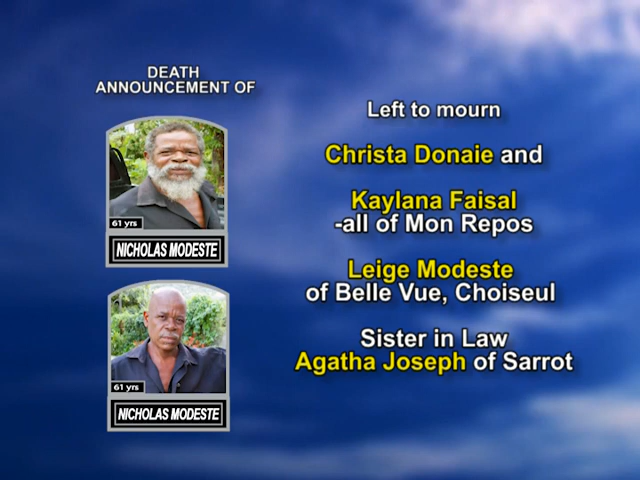 DEATH
ANNOUNCEMENT OF
61 yrs
NICHOLAS MODESTE
61 yrs
NICHOLAS MODESTE
Left to mourn
Christa Donaie and
Kaylana Faisal
-all of Mon Repos
Leige Modeste
of Belle Vue, Choiseul
Sister in Law
Agatha Joseph of Sarrot